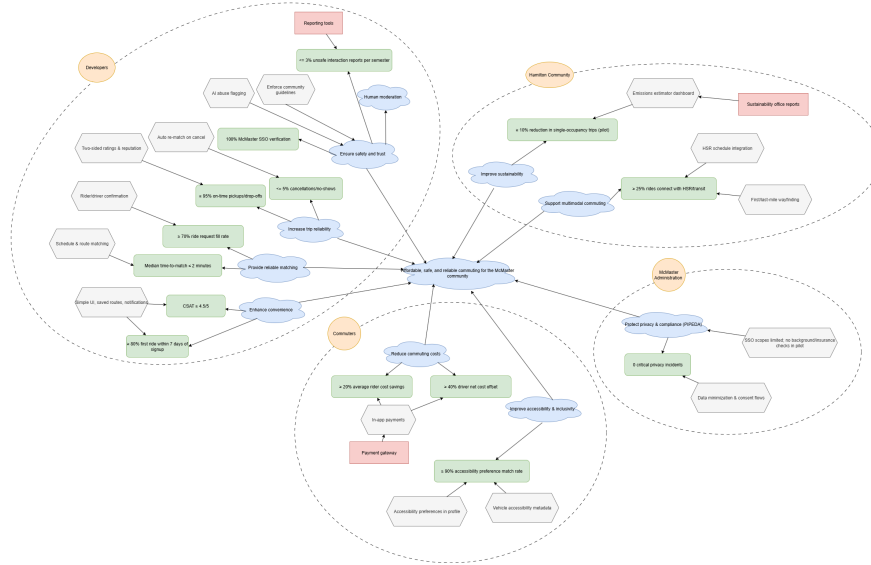 Reporting tools
<= 3% unsafe interaction reports per semester
Developers
AI abuse flagging
Enforce community
guidelines
Human moderation
Auto re-match on cancel
100% McMaster SSO verification
Two-sided ratings & reputation
Ensure safety and trust
Rider/driver confirmation
≥ 95% on-time pickups/drop-offs
<= 5% cancellations/no-shows
Increase trip reliability
Schedule & route matching
≥ 70% ride request fill rate
Median time-to-match < 2 minutes
Provide reliable matching
Simple UI, saved routes, notifications
CSAT ≥ 4.5/5
Enhance convenience
≥ 60% first ride within 7 days of
signup
Affordable, safe, and reliable commuting for the McMaster
community
Hamilton Community
Emissions estimator dashboard
Sustainability office reports
≥ 10% reduction in single-occupancy trips (pilot)
HSR schedule integration
Improve sustainability
Support multimodal commuting
≥ 25% rides connect with HSR/transit
First/last-mile wayfinding
McMaster
Administration
Protect privacy & compliance (PIPEDA)
SSO scopes limited; no background/insurance
checks in pilot
0 critical privacy incidents
Data minimization & consent flows
Commuters
Reduce commuting costs
≥ 20% average rider cost savings
≥ 40% driver net cost offset
In-app payments
Payment gateway
Improve accessibility & inclusivity
≥ 90% accessibility preference match rate
Accessibility preferences in profile
Vehicle accessibility metadata